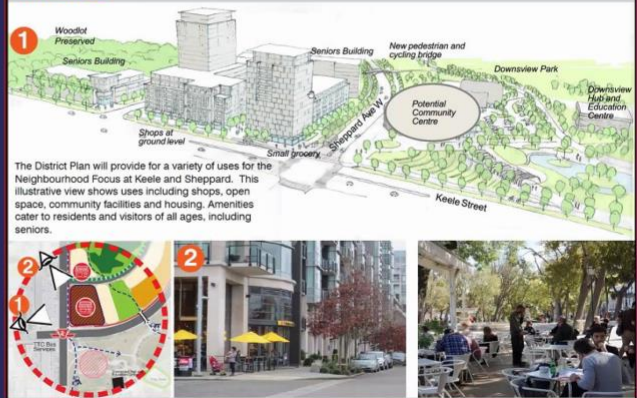 1
Woodlot
Preserved
Seniors Building
Seniors Building
New pedestrian and
cycling bridge
Downsview Park
Downsview
Hub and
Education
Centre
Potential
Community
Centre
Shops at
ground level
Small grocery
Sheppard Ave W.
Keele Street
The District Plan will provide for a variety of uses for the
Neighbourhood Focus at Keele and Sheppard. This
illustrative view shows uses including shops, open
space, community facilities and housing. Amenities
cater to residents and visitors of all ages, including
seniors.
2
1
TTC Bus
Services
2